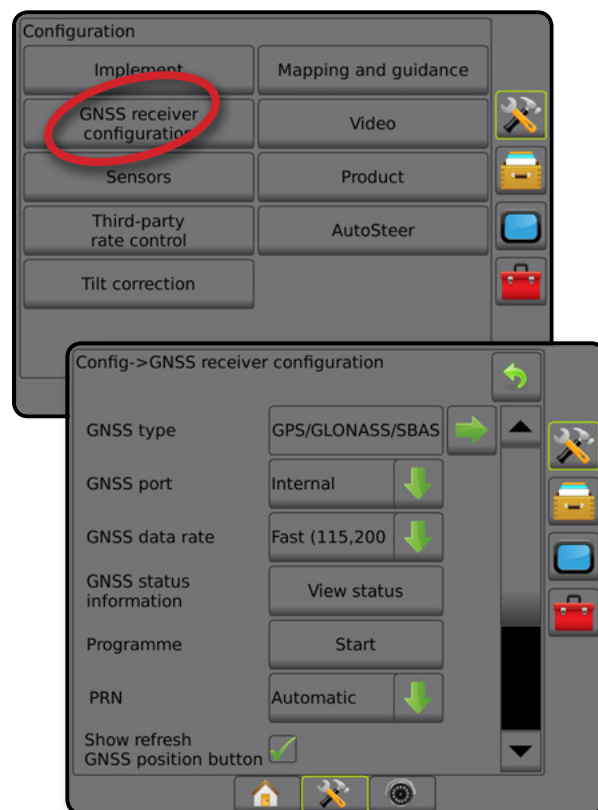 Configuration
Implement
Mapping and guidance
GNSS receiver
configuration
Video
Sensors
Product
Third-party
rate control
AutoSteer
Tilt correction
Config->GNSS receiver configuration
GNSS type
GPS/GLONASS/SBAS
GNSS port
Internal
GNSS data rate
Fast (115,200
GNSS status
information
View status
Programme
Start
PRN
Automatic
Show refresh
GNSS position button